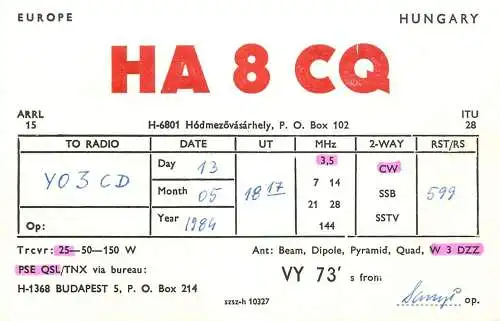 EUROPE HUNGARY
HA 8 CQ
ARRL ITU
15 H-6801 Hódmezővásárhely, P. O. Box 102 28
TO RADIO DATE UT MHz 2-WAY RST/RS
YO3CD Day 13 1817 3,5 CW 599
7 14
Month 05 SSB
21 28
Year 1984 SSTV
Op: 144
Trcvr: 25—50—150 W Ant: Beam, Dipole, Pyramid, Quad, W 3 DZZ
PSE QSL/TNX via bureau: VY 73' s from
H-1368 BUDAPEST 5, P. O. Box 214
szsz-h 10327 op.